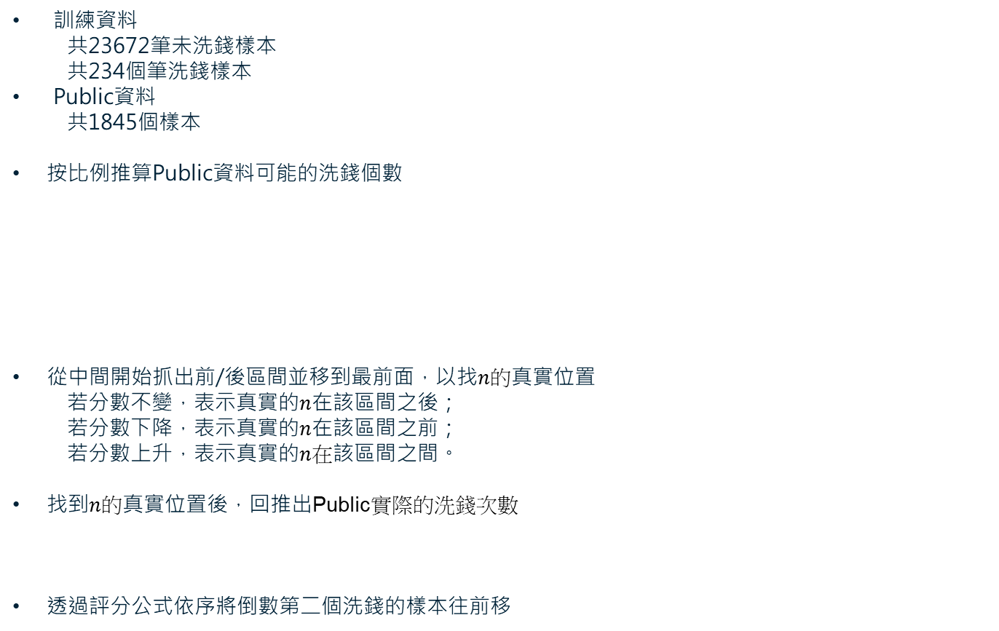 • 訓練資料
共23672筆未洗錢樣本
共234個筆洗錢樣本
• Public資料
共1845個樣本
• 按比例推算Public資料可能的洗錢個數
• 從中間開始抓出前/後區間並移到最前面，以找n的真實位置
若分數不變，表示真實的n在該區間之後；
若分數下降，表示真實的n在該區間之前；
若分數上升，表示真實的n在該區間之間。
• 找到n的真實位置後，回推出Public實際的洗錢次數
• 透過評分公式依序將倒數第二個洗錢的樣本往前移